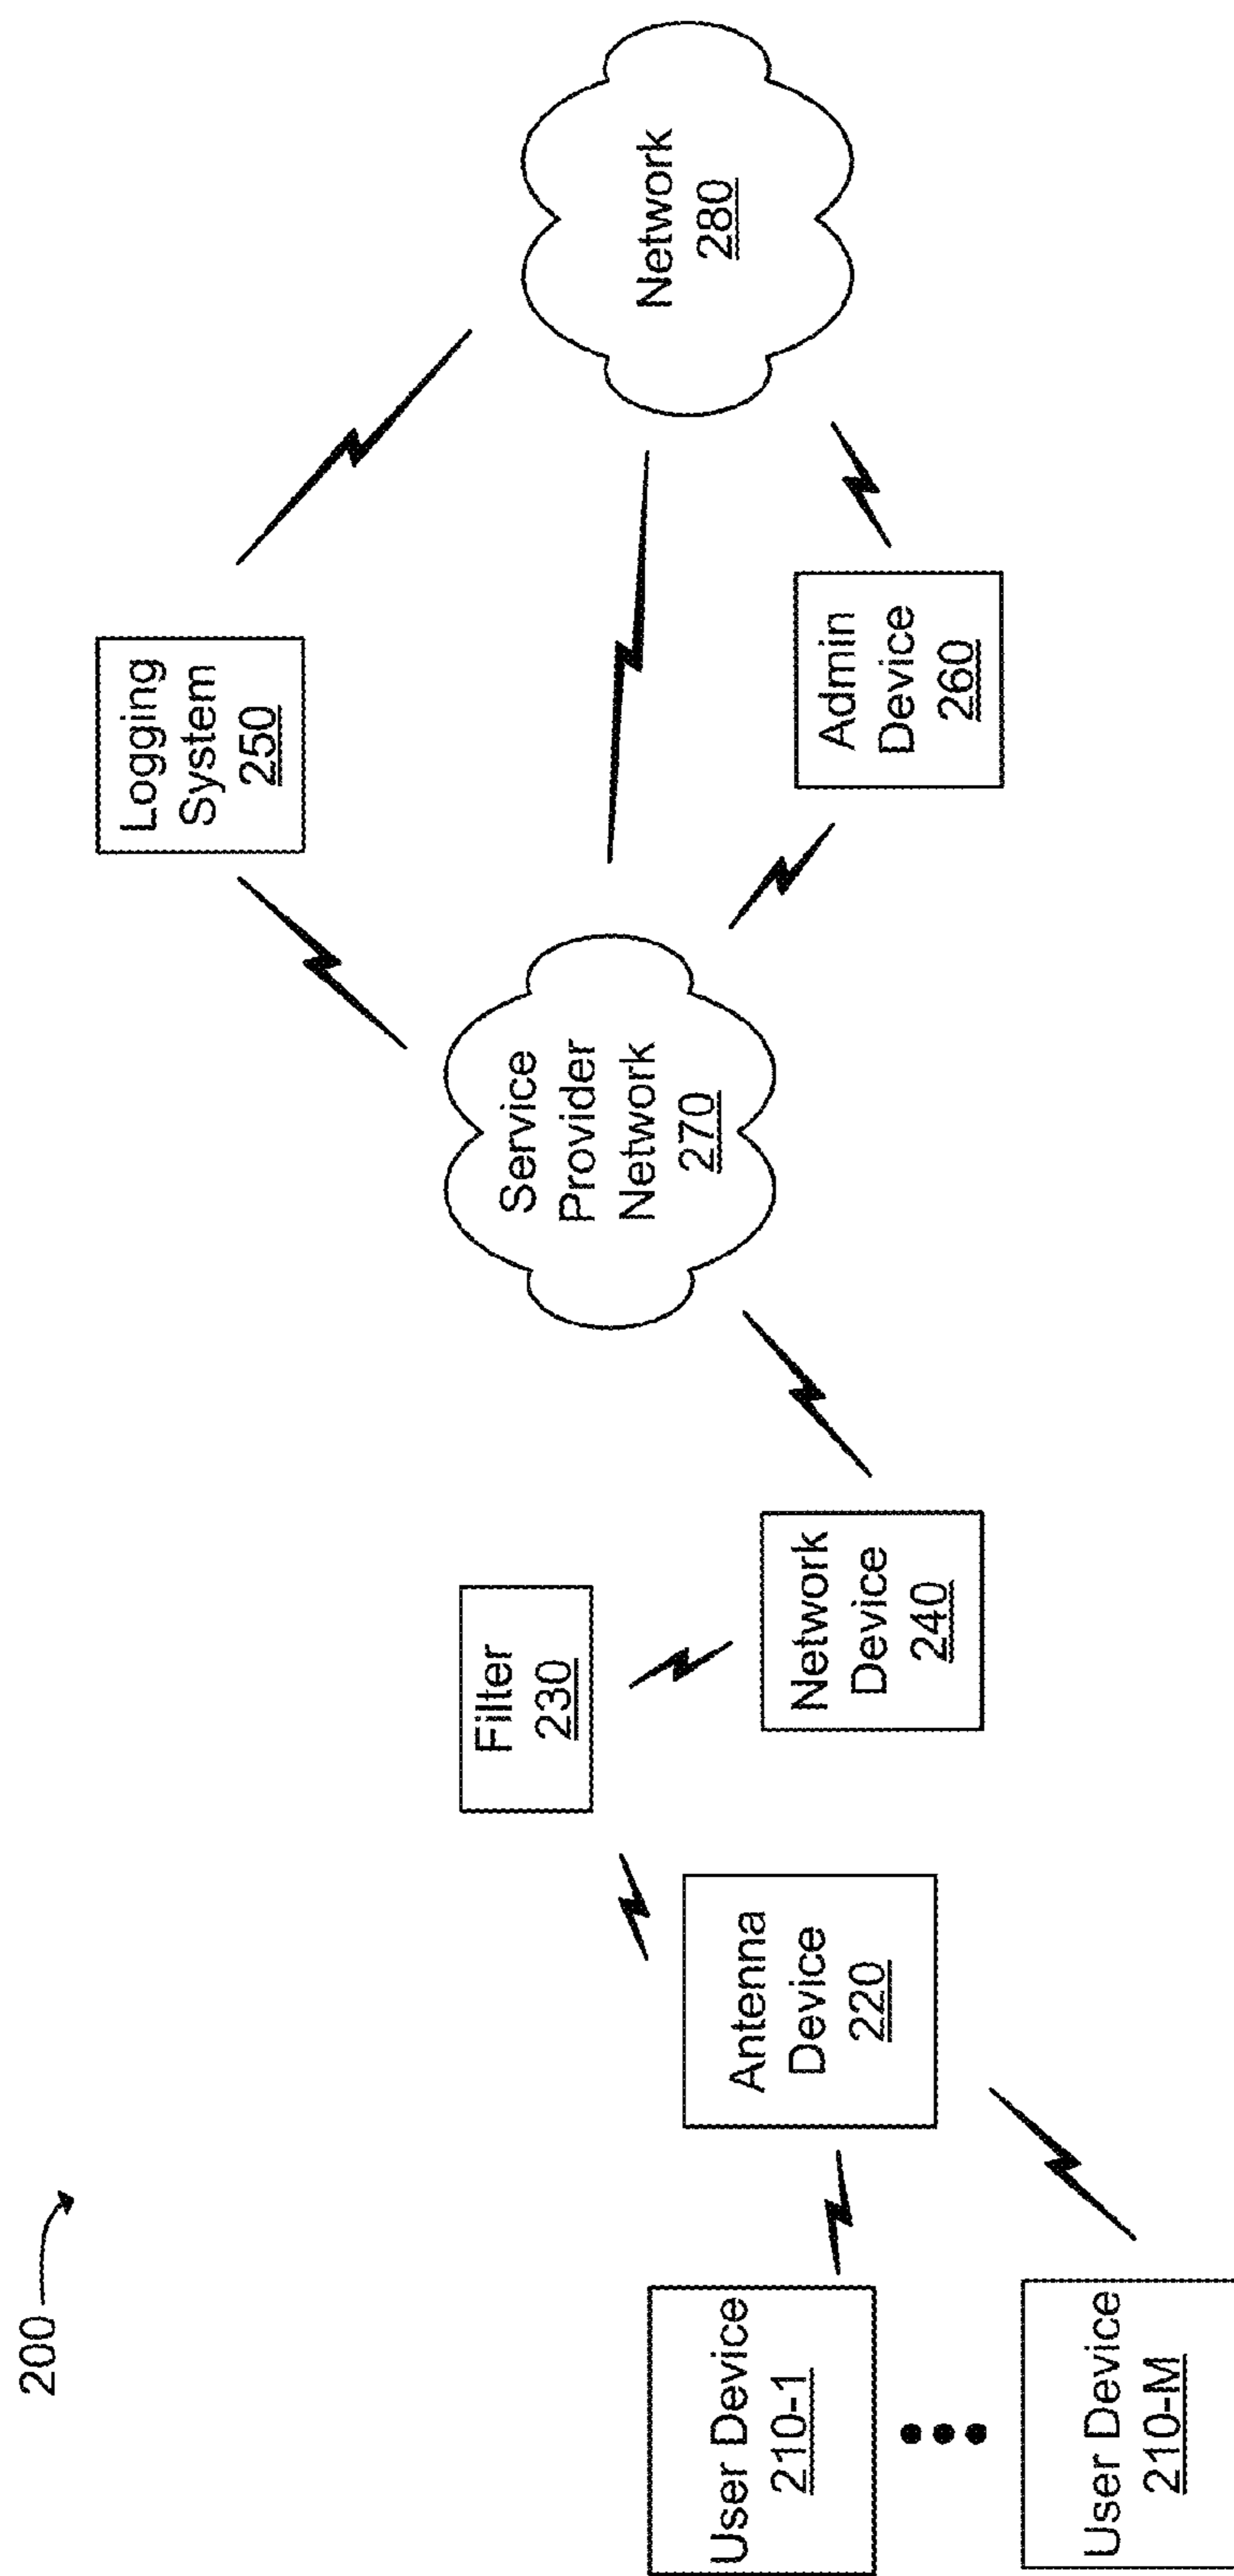 200
User Device
210-1
User Device
210-M
Antenna
Device
220
Filter
230
Network
Device
240
Service
Provider
Network
270
Logging
System
250
Admin
Device
260
Network
280